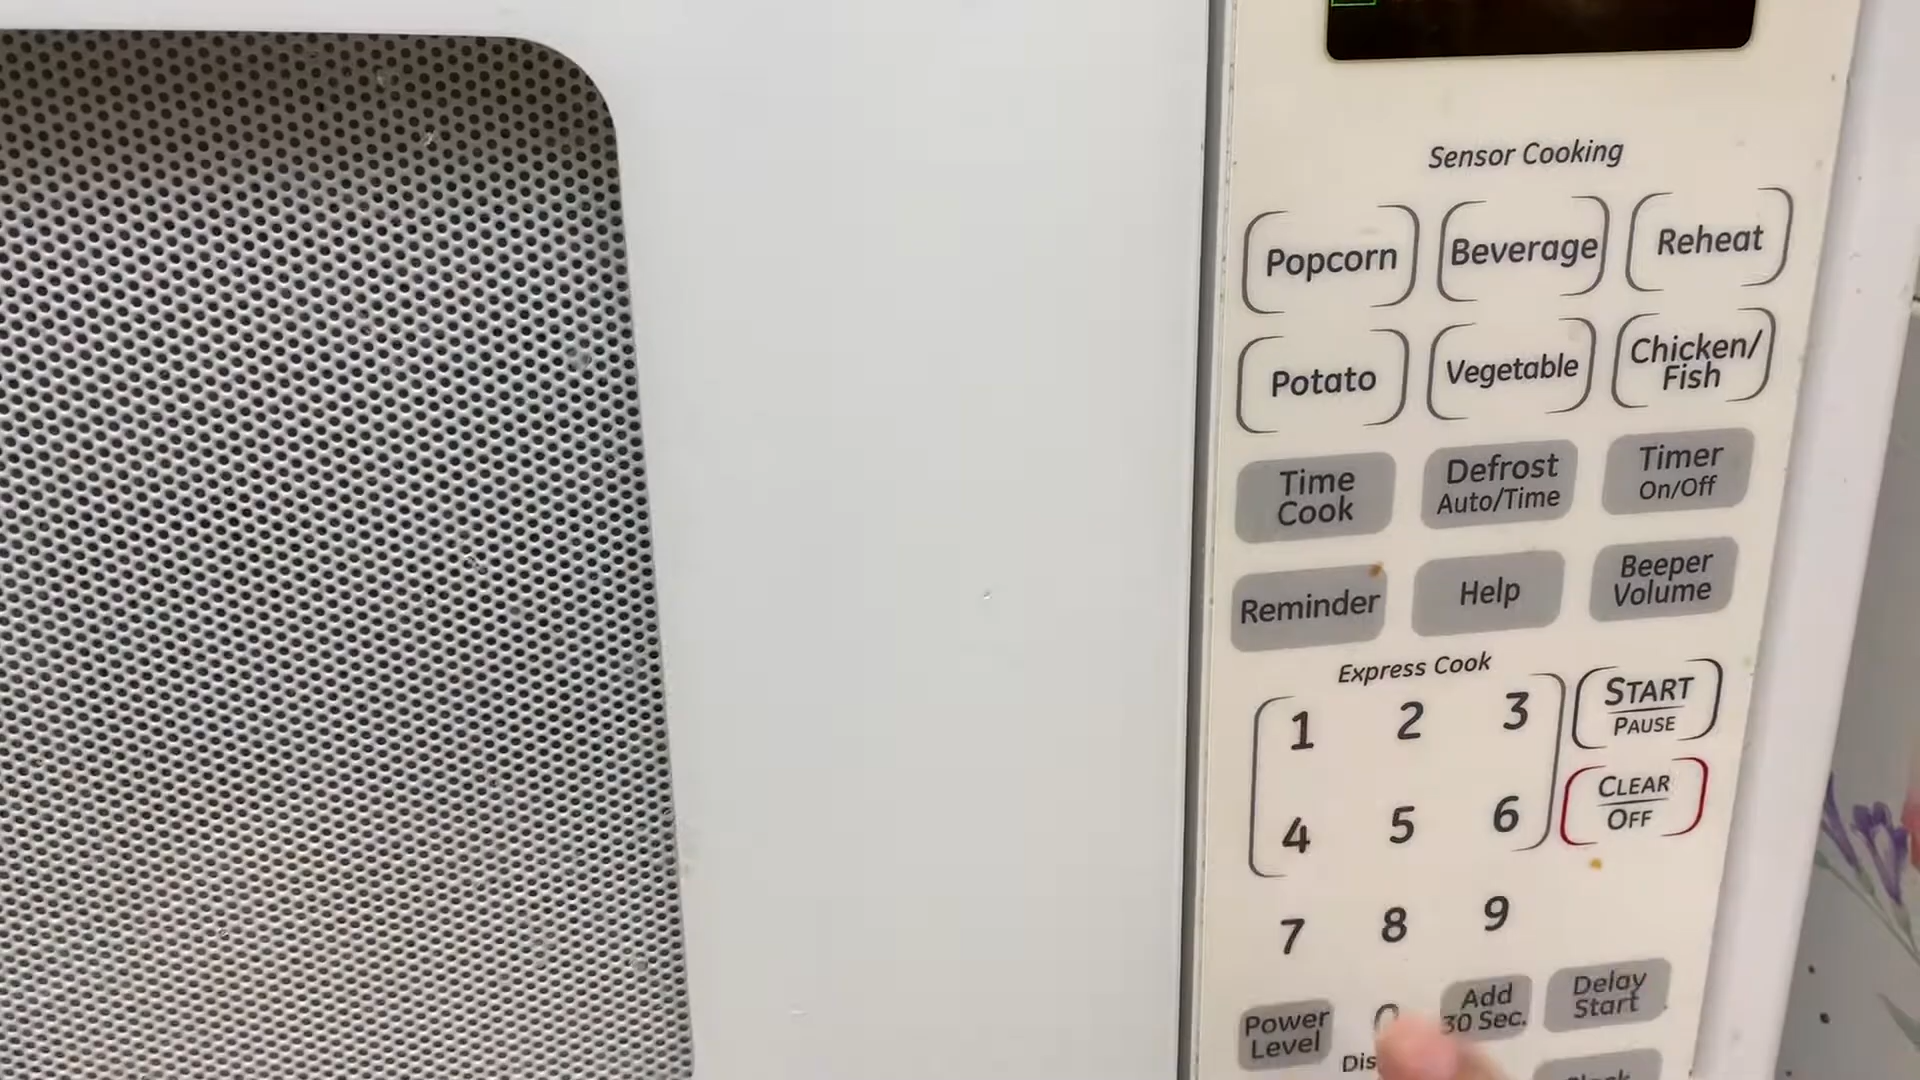 Sensor Cooking
Popcorn
Beverage
Reheat
Potato
Vegetable
Chicken/
Fish
Time
Cook
Defrost
Auto/Time
Timer
On/Off
Reminder
Help
Beeper
Volume
Express Cook
1
2
3
START
PAUSE
4
5
6
CLEAR
OFF
7
8
9
Power
Level
0
Add
30 Sec.
Delay
Start